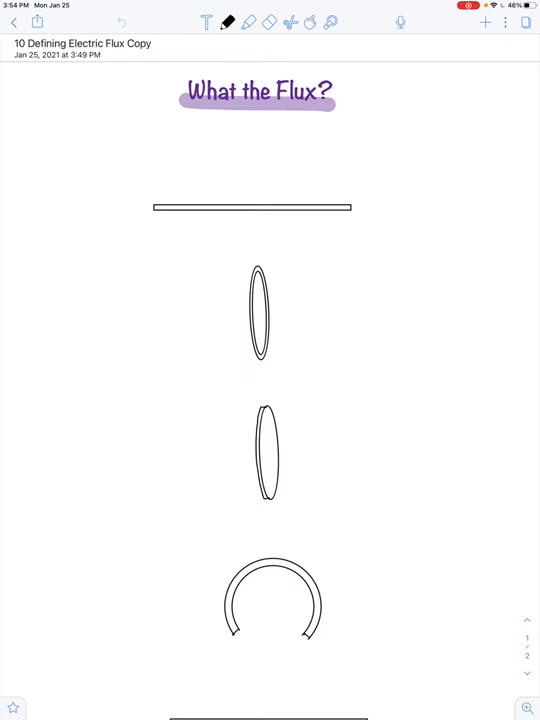 3:54 PM Mon Jan 25
46%
10 Defining Electric Flux Copy
Jan 25, 2021 at 3:49 PM
What the Flux?
1
/
2